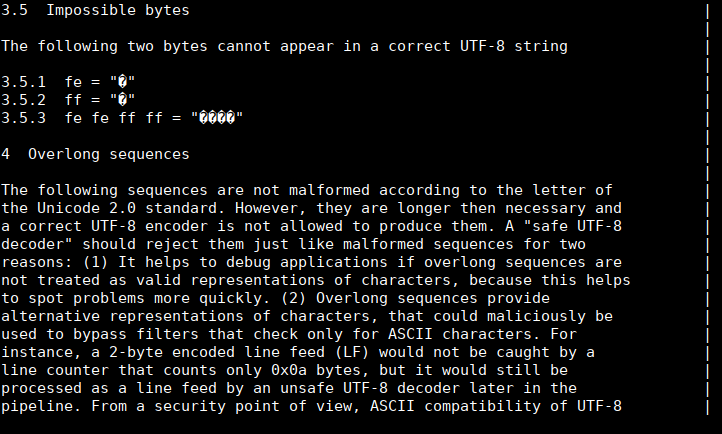 3.5  Impossible bytes                                                         |
                                                                              |
The following two bytes cannot appear in a correct UTF-8 string               |
                                                                              |
3.5.1  fe = "�"                                                               |
3.5.2  ff = "�"                                                               |
3.5.3  fe fe ff ff = "����"                                                   |
                                                                              |
4  Overlong sequences                                                         |
                                                                              |
The following sequences are not malformed according to the letter of          |
the Unicode 2.0 standard. However, they are longer then necessary and         |
a correct UTF-8 encoder is not allowed to produce them. A "safe UTF-8         |
decoder" should reject them just like malformed sequences for two             |
reasons: (1) It helps to debug applications if overlong sequences are         |
not treated as valid representations of characters, because this helps        |
to spot problems more quickly. (2) Overlong sequences provide                 |
alternative representations of characters, that could maliciously be          |
used to bypass filters that check only for ASCII characters. For              |
instance, a 2-byte encoded line feed (LF) would not be caught by a            |
line counter that counts only 0x0a bytes, but it would still be               |
processed as a line feed by an unsafe UTF-8 decoder later in the              |
pipeline. From a security point of view, ASCII compatibility of UTF-8         |